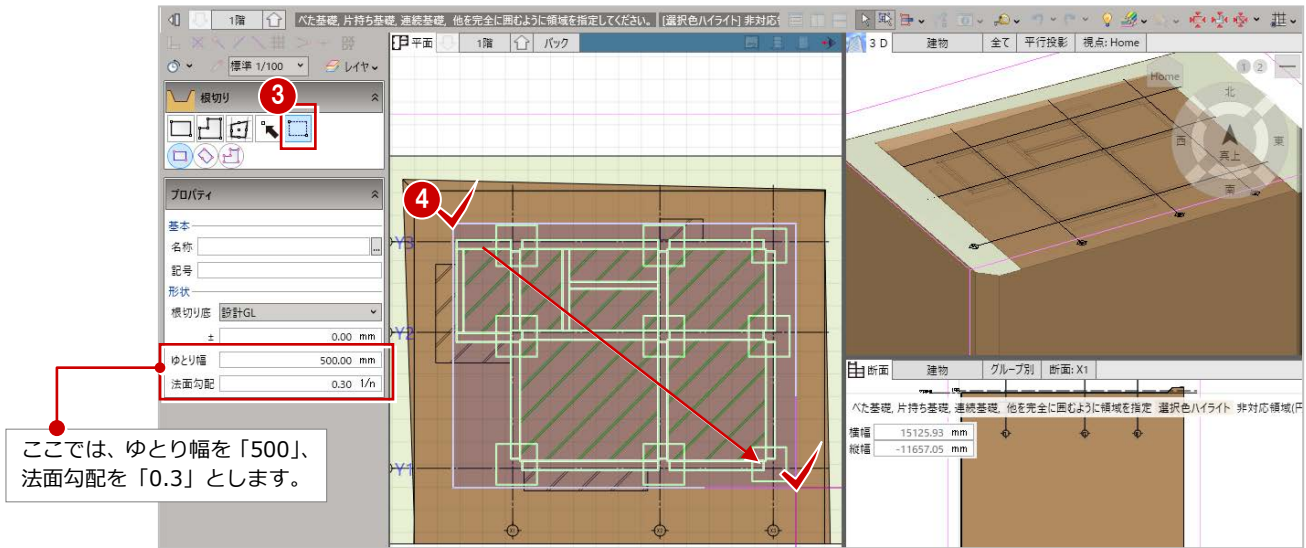 1階
べた基礎, 片持ち基礎, 連続基礎, 他を完全に囲むように領域を指定してください。 [選択色ハイライト] 非対応
標準 1/100
レイヤ
根切り
3
プロパティ
基本
名称
...
記号
形状
根切り底 設計GL
± 0.00 mm
ゆとり幅 500.00 mm
法面勾配 0.30 1/n
ここでは、ゆとり幅を「500」、
法面勾配を「0.3」とします。
平面 1階 バック
4
Y3
Y2
Y1
X1
3 D 建物 全て 平行投影 視点: Home
Home
1 2
北
西 東
真上
南
断面 建物 グループ別 断面: X1
べた基礎, 片持ち基礎, 連続基礎, 他を完全に囲むように領域を指定 選択色ハイライト 非対応領域(円
横幅 15125.93 mm
縦幅 -11657.05 mm